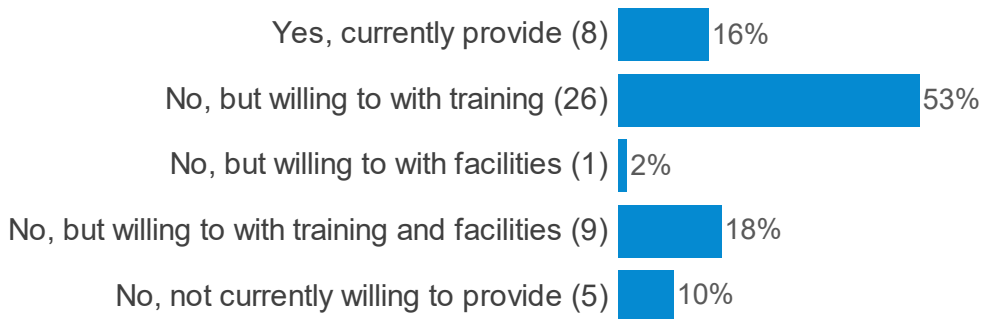 Yes, currently provide (8) 16%
No, but willing to with training (26) 53%
No, but willing to with facilities (1) 2%
No, but willing to with training and facilities (9) 18%
No, not currently willing to provide (5) 10%